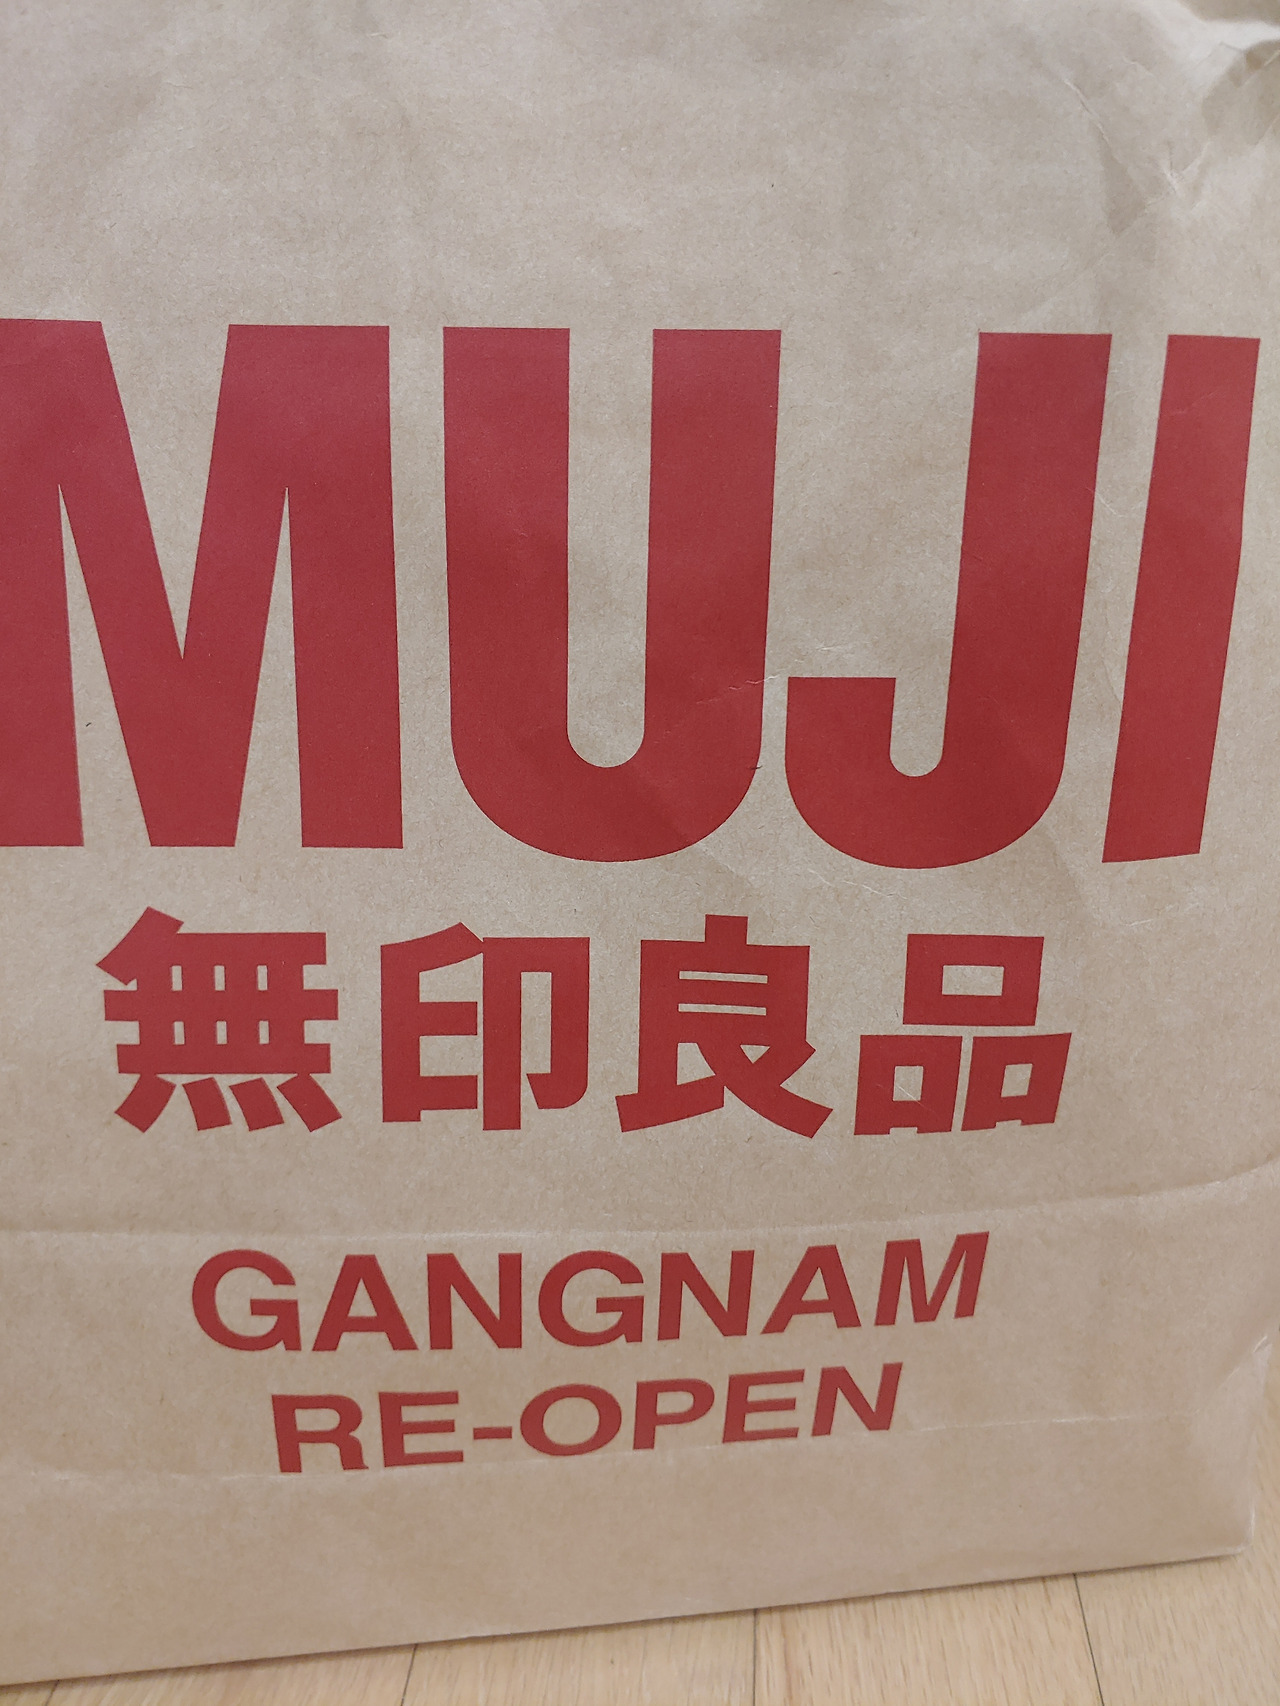 MUJI
無印良品
GANGNAM
RE-OPEN